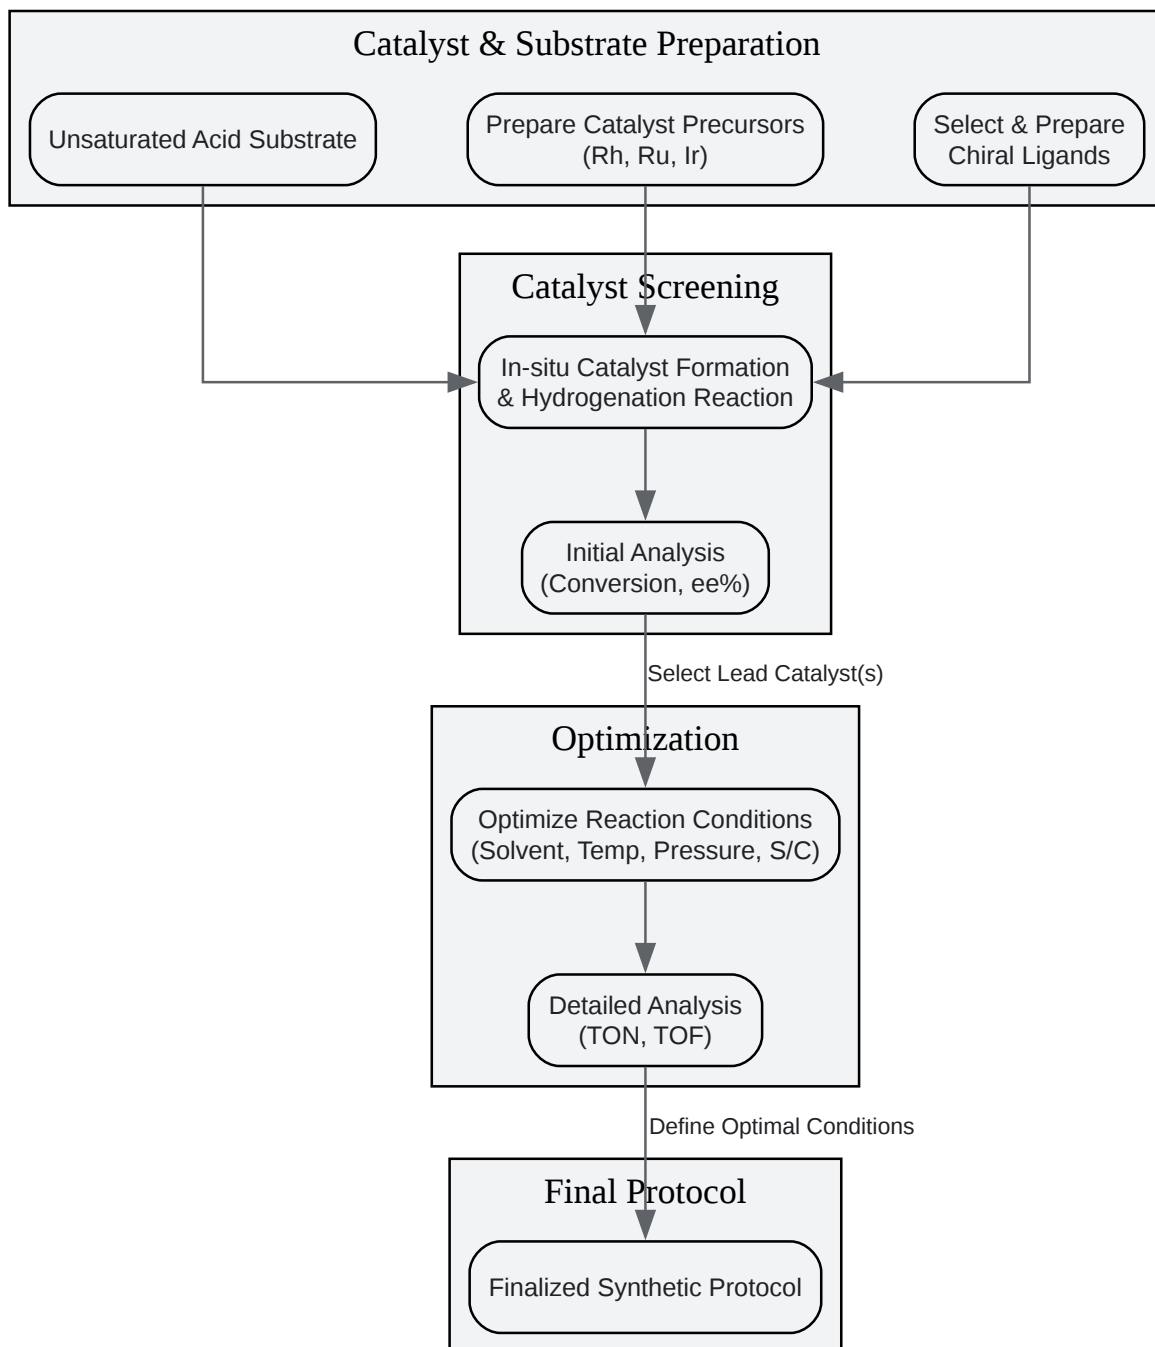 Catalyst & Substrate Preparation
Unsaturated Acid Substrate
Prepare Catalyst Precursors
(Rh, Ru, Ir)
Select & Prepare
Chiral Ligands
Catalyst Screening
In-situ Catalyst Formation
& Hydrogenation Reaction
Initial Analysis
(Conversion, ee%)
Select Lead Catalyst(s)
Optimization
Optimize Reaction Conditions
(Solvent, Temp, Pressure, S/C)
Detailed Analysis
(TON, TOF)
Define Optimal Conditions
Final Protocol
Finalized Synthetic Protocol